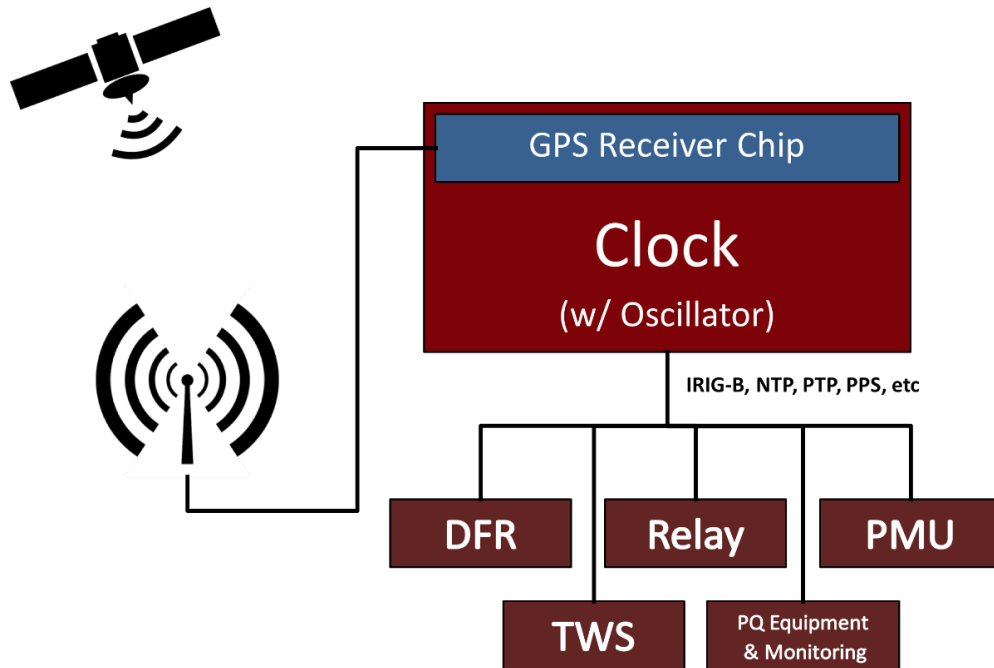 GPS Receiver Chip
Clock
(w/ Oscillator)
IRIG-B, NTP, PTP, PPS, etc
DFR
Relay
PMU
TWS
PQ Equipment
& Monitoring